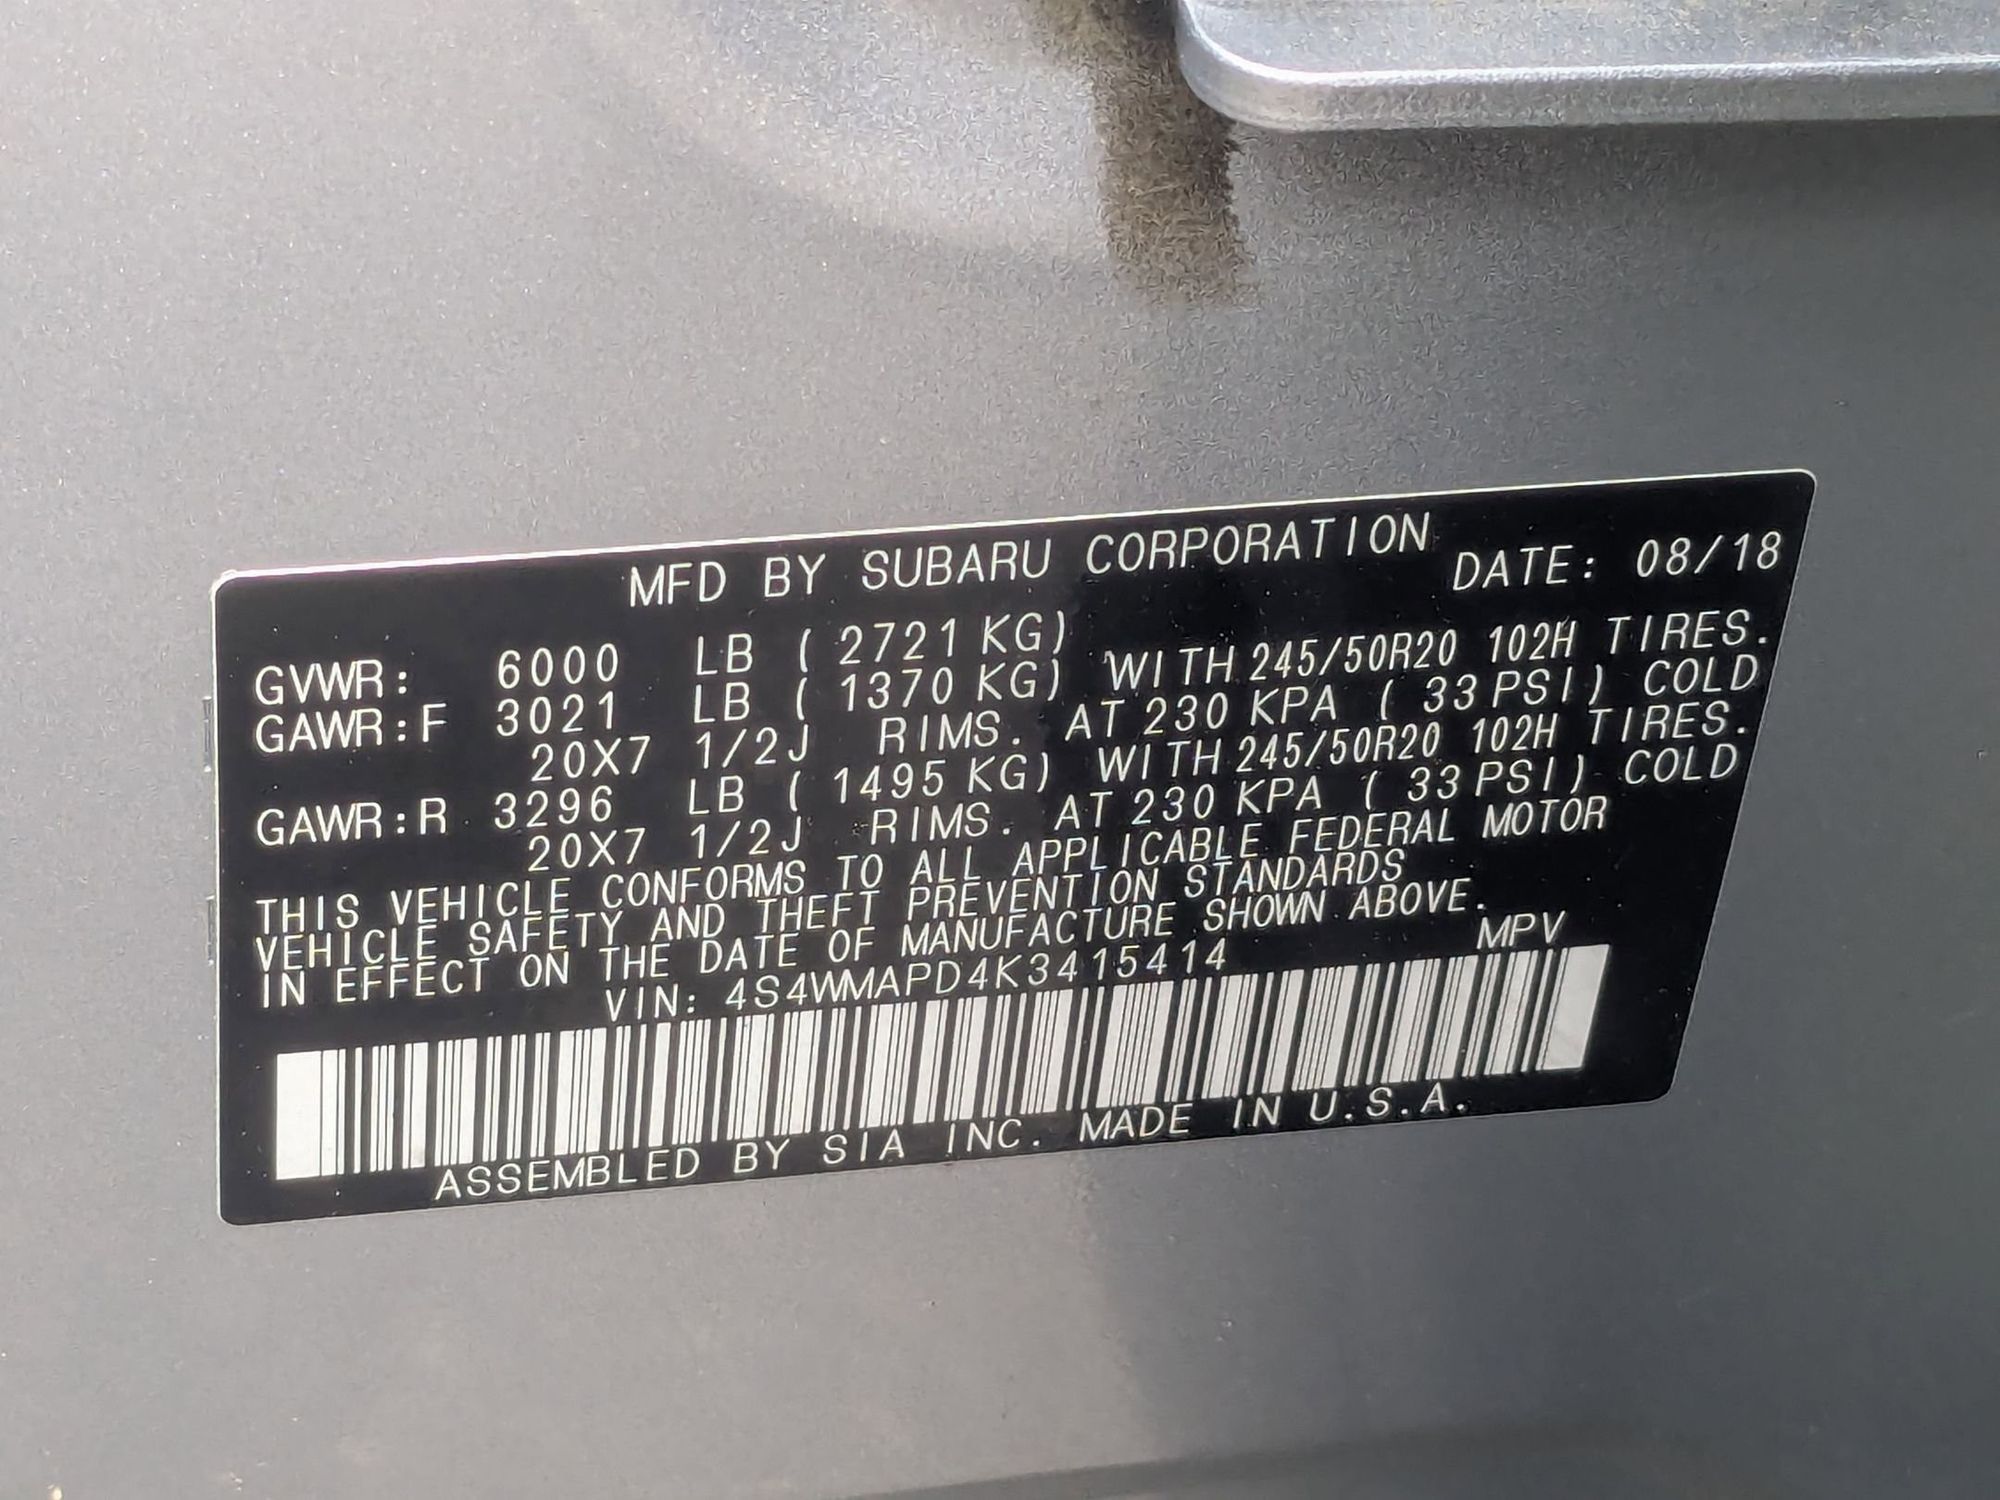 MFD BY SUBARU CORPORATION DATE: 08/18
GVWR: 6000 LB ( 2721 KG)
GAWR:F 3021 LB ( 1370 KG) WITH 245/50R20 102H TIRES.
20X7 1/2J RIMS. AT 230 KPA ( 33 PSI) COLD
GAWR:R 3296 LB ( 1495 KG) WITH 245/50R20 102H TIRES.
20X7 1/2J RIMS. AT 230 KPA ( 33 PSI) COLD
THIS VEHICLE CONFORMS TO ALL APPLICABLE FEDERAL MOTOR
VEHICLE SAFETY AND THEFT PREVENTION STANDARDS
IN EFFECT ON THE DATE OF MANUFACTURE SHOWN ABOVE.
VIN: 4S4WMAPD4K3415414 MPV
ASSEMBLED BY SIA INC. MADE IN U.S.A.